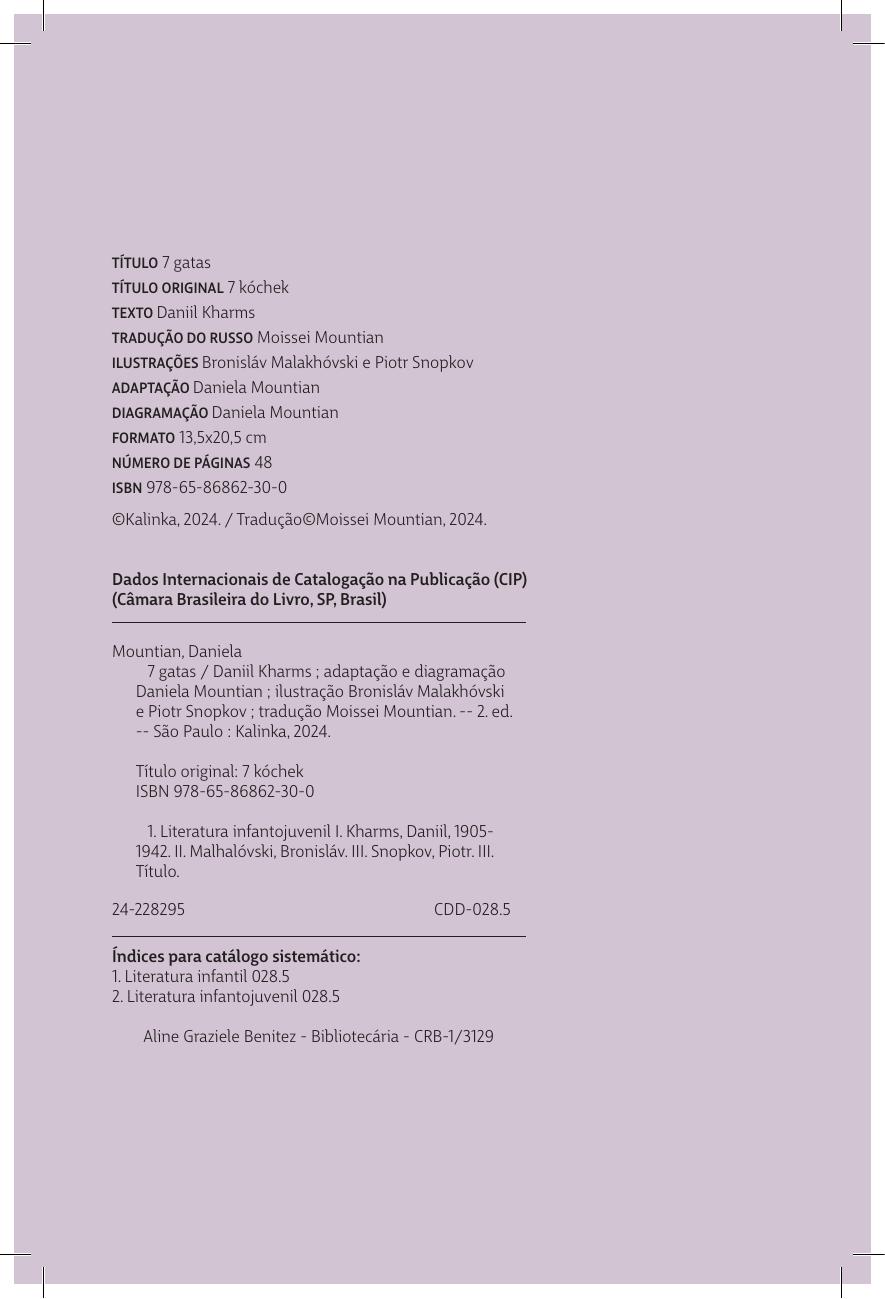 TÍTULO 7 gatas
TÍTULO ORIGINAL 7 kóchek
TEXTO Daniil Kharms
TRADUÇÃO DO RUSSO Moissei Mountian
ILUSTRAÇÕES Bronisláv Malakhóvski e Piotr Snopkov
ADAPTAÇÃO Daniela Mountian
DIAGRAMAÇÃO Daniela Mountian
FORMATO 13,5x20,5 cm
NÚMERO DE PÁGINAS 48
ISBN 978-65-86862-30-0
©Kalinka, 2024. / Tradução©Moissei Mountian, 2024.
Dados Internacionais de Catalogação na Publicação (CIP)
(Câmara Brasileira do Livro, SP, Brasil)
Mountian, Daniela
7 gatas / Daniil Kharms ; adaptação e diagramação
Daniela Mountian ; ilustração Bronisláv Malakhóvski
e Piotr Snopkov ; tradução Moissei Mountian. -- 2. ed.
-- São Paulo : Kalinka, 2024.
Título original: 7 kóchek
ISBN 978-65-86862-30-0
1. Literatura infantojuvenil I. Kharms, Daniil, 1905-
1942. II. Malhalóvski, Bronisláv. III. Snopkov, Piotr. III.
Título.
24-228295 CDD-028.5
Índices para catálogo sistemático:
1. Literatura infantil 028.5
2. Literatura infantojuvenil 028.5
Aline Graziele Benitez - Bibliotecária - CRB-1/3129